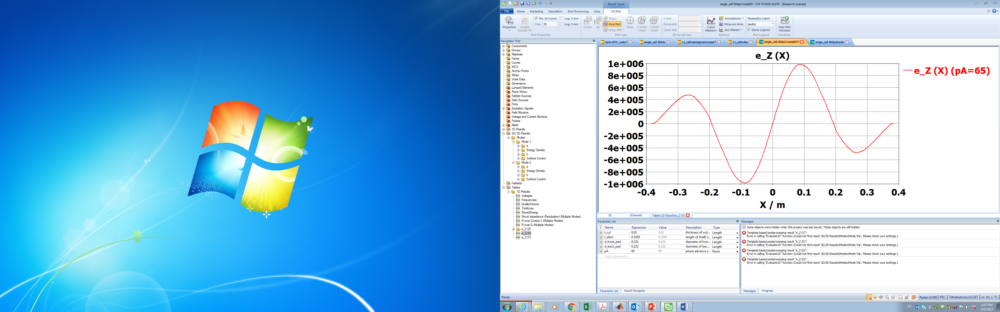 Result Tools
single_cell 900pi2-modeEH - CST STUDIO SUITE - [Research License]
File Home Modeling Simulation Post Processing View 1D Plot
Properties
Update Results F5
No. of Curves
Max: 25
Log. X Axis
Log. Y Axis
Plot Properties
Linear
dB
Phase
Real Part
Imag. Part
Polar
Z Smith Chart
Y Smith Chart
Plot Type
X Axis:
Parameter:
Curve Set:
0D Result Axis
Curve Markers
Annotations
Measure Lines
Axis Marker
Markers
Parametric Label:
(auto)
Show Legend
Plot Legend
New Plot Window
Windows
Navigation Tree
Components
Groups
Materials
Faces
Curves
WCS
Anchor Points
Wires
Voxel Data
Dimensions
Lumped Elements
Plane Wave
Farfield Sources
Field Sources
Ports
Excitation Signals
Field Monitors
Voltage and Current Monitors
Probes
Mesh
1D Results
2D/3D Results
Modes
Mode 1
e
Energy Density
h
Surface Current
Mode 2
e
Energy Density
h
Surface Current
Farfields
Tables
1D Results
Voltages
Frequencies
QualityFactors
TotalLoss
StoredEnergy
Shunt Impedance (Pertubation) (Multiple Modes)
R over Q beta=1 (Multiple Modes)
R over Q (Multiple Modes)
e_Z (Z)
e_Z (X)
e_Z (Y)
tank+FPC_wake* single_cell 500dx 11_cellwakesigmaincrease* 11_cellwake single_cell 900pi2-modeEH* single_cell 900pi2mode
e_Z (X)
1e+006
8e+005
6e+005
4e+005
2e+005
0
-2e+005
-4e+005
-6e+005
-8e+005
-1e+006
-0.4 -0.3 -0.2 -0.1 0 0.1 0.2 0.3 0.4
X / m
e_Z (X) (pA=65)
3D Schematic Tables\1D Results\e_Z (X)
Parameter List
Name Expression Value Description Type
t_cyl = 0.01 0.01 thickness of out... Length
l_stem = 0.3205 0.3205 length of (half) s... Length
d_front_ped = 0.221 0.221 diameter of fron... Length
d_back_ped = 0.222 0.222 diameter of bac... Length
pA = 65 65 phase advance o... None
<new parameter>
Parameter List Result Navigator
Messages
Some objects were hidden when this project was last saved. These objects are still hidden.
Template based postprocessing result "e_Z (Y)":
Error in calling "Evaluate1D" function (Could not find result '2D/3D Results\Modes\Mode 5\e'. Please check your settings.)
Template based postprocessing result "e_Z (X)":
Error in calling "Evaluate1D" function (Could not find result '2D/3D Results\Modes\Mode 5\e'. Please check your settings.)
Template based postprocessing result "e_Z (X)":
Error in calling "Evaluate1D" function (Could not find result '2D/3D Results\Modes\Mode 5\e'. Please check your settings.)
Template based postprocessing result "e_Z (X)":
Error in calling "Evaluate1D" function (Could not find result '2D/3D Results\Modes\Mode 5\e'. Please check your settings.)
Messages Progress
Ready
Raster=0.050 PEC Tetrahedrons=13,317 m Hz s °C
DE
4:37 PM
5/9/2017